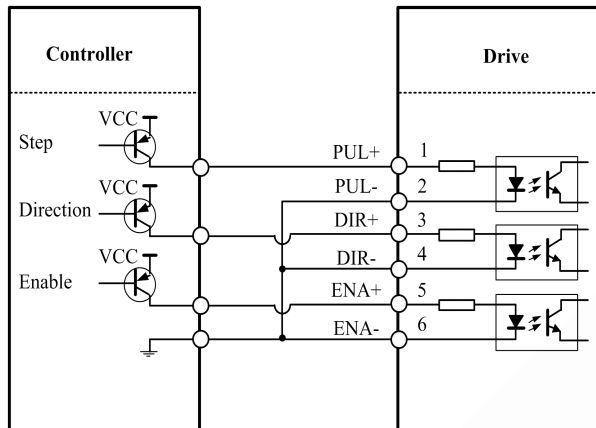 Controller
Drive
VCC
Step
PUL+ 1
PUL- 2
VCC
Direction
DIR+ 3
DIR- 4
VCC
Enable
ENA+ 5
ENA- 6